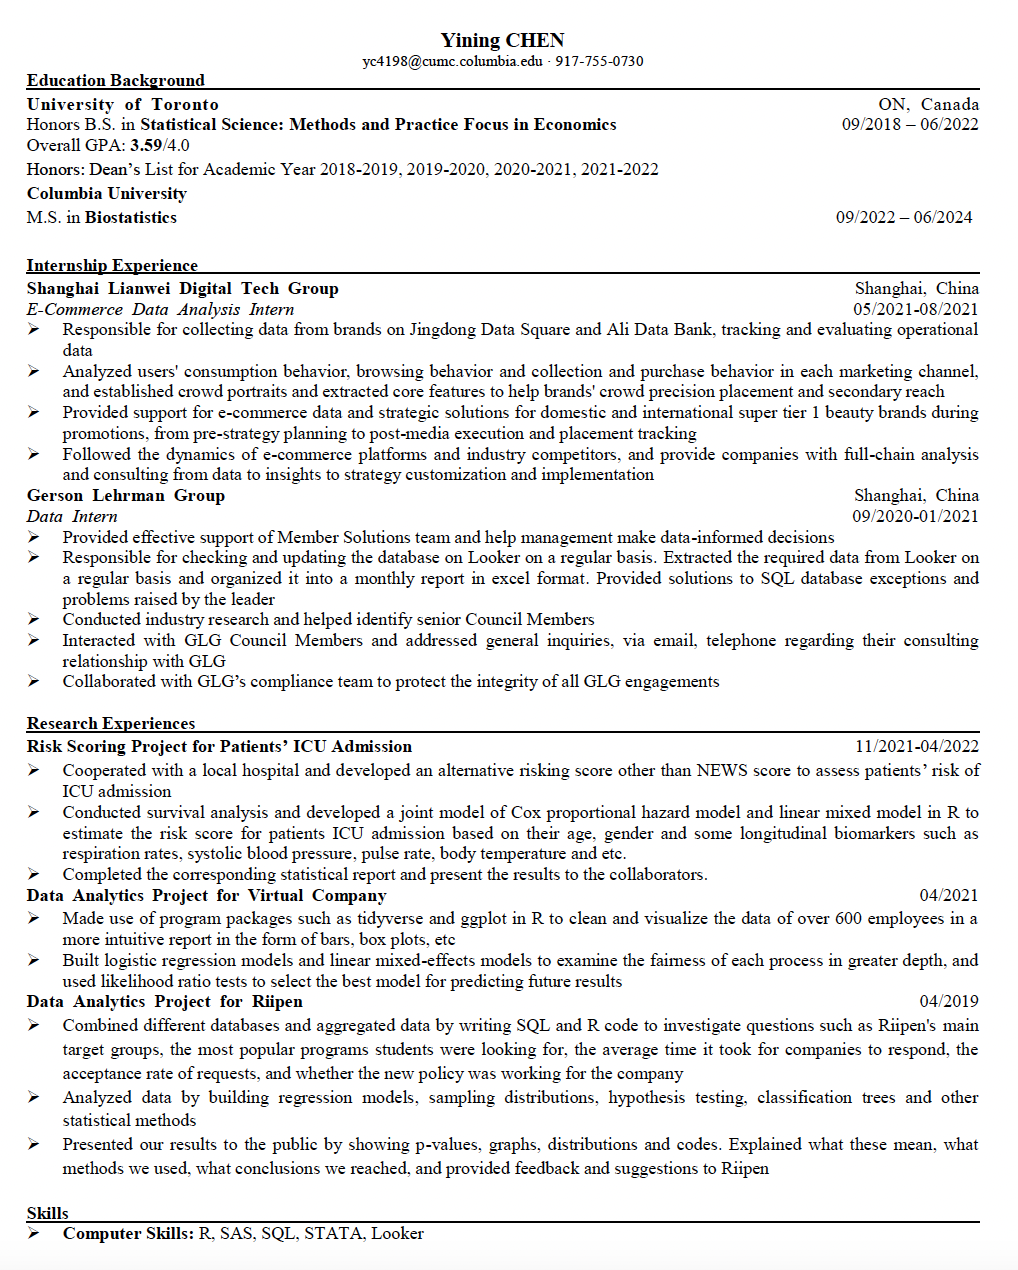 Yining CHEN
yc4198@cumc.columbia.edu · 917-755-0730
Education Background
University of Toronto ON, Canada
Honors B.S. in Statistical Science: Methods and Practice Focus in Economics 09/2018 – 06/2022
Overall GPA: 3.59/4.0
Honors: Dean's List for Academic Year 2018-2019, 2019-2020, 2020-2021, 2021-2022
Columbia University
M.S. in Biostatistics 09/2022 – 06/2024
Internship Experience
Shanghai Lianwei Digital Tech Group Shanghai, China
E-Commerce Data Analysis Intern 05/2021-08/2021
➢ Responsible for collecting data from brands on Jingdong Data Square and Ali Data Bank, tracking and evaluating operational
data
➢ Analyzed users' consumption behavior, browsing behavior and collection and purchase behavior in each marketing channel,
and established crowd portraits and extracted core features to help brands' crowd precision placement and secondary reach
➢ Provided support for e-commerce data and strategic solutions for domestic and international super tier 1 beauty brands during
promotions, from pre-strategy planning to post-media execution and placement tracking
➢ Followed the dynamics of e-commerce platforms and industry competitors, and provide companies with full-chain analysis
and consulting from data to insights to strategy customization and implementation
Gerson Lehrman Group Shanghai, China
Data Intern 09/2020-01/2021
➢ Provided effective support of Member Solutions team and help management make data-informed decisions
➢ Responsible for checking and updating the database on Looker on a regular basis. Extracted the required data from Looker on
a regular basis and organized it into a monthly report in excel format. Provided solutions to SQL database exceptions and
problems raised by the leader
➢ Conducted industry research and helped identify senior Council Members
➢ Interacted with GLG Council Members and addressed general inquiries, via email, telephone regarding their consulting
relationship with GLG
➢ Collaborated with GLG's compliance team to protect the integrity of all GLG engagements
Research Experiences
Risk Scoring Project for Patients' ICU Admission 11/2021-04/2022
➢ Cooperated with a local hospital and developed an alternative risking score other than NEWS score to assess patients' risk of
ICU admission
➢ Conducted survival analysis and developed a joint model of Cox proportional hazard model and linear mixed model in R to
estimate the risk score for patients ICU admission based on their age, gender and some longitudinal biomarkers such as
respiration rates, systolic blood pressure, pulse rate, body temperature and etc.
➢ Completed the corresponding statistical report and present the results to the collaborators.
Data Analytics Project for Virtual Company 04/2021
➢ Made use of program packages such as tidyverse and ggplot in R to clean and visualize the data of over 600 employees in a
more intuitive report in the form of bars, box plots, etc
➢ Built logistic regression models and linear mixed-effects models to examine the fairness of each process in greater depth, and
used likelihood ratio tests to select the best model for predicting future results
Data Analytics Project for Riipen 04/2019
➢ Combined different databases and aggregated data by writing SQL and R code to investigate questions such as Riipen's main
target groups, the most popular programs students were looking for, the average time it took for companies to respond, the
acceptance rate of requests, and whether the new policy was working for the company
➢ Analyzed data by building regression models, sampling distributions, hypothesis testing, classification trees and other
statistical methods
➢ Presented our results to the public by showing p-values, graphs, distributions and codes. Explained what these mean, what
methods we used, what conclusions we reached, and provided feedback and suggestions to Riipen
Skills
➢ Computer Skills: R, SAS, SQL, STATA, Looker